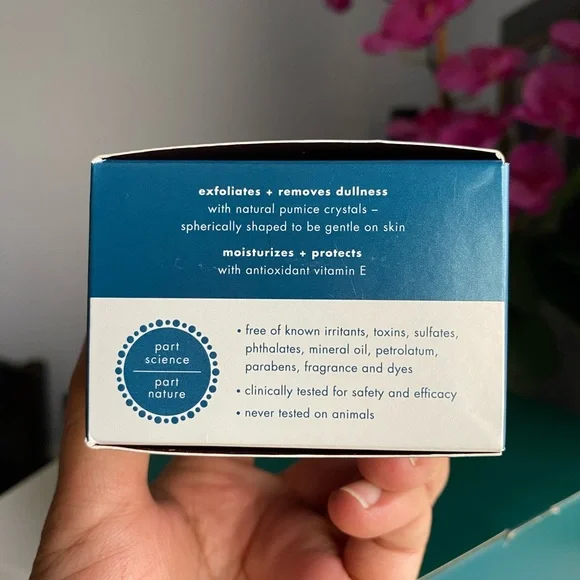 exfoliates + removes dullness
with natural pumice crystals –
spherically shaped to be gentle on skin
moisturizes + protects
with antioxidant vitamin E
part
science
part
nature
• free of known irritants, toxins, sulfates,
phthalates, mineral oil, petrolatum,
parabens, fragrance and dyes
• clinically tested for safety and efficacy
• never tested on animals